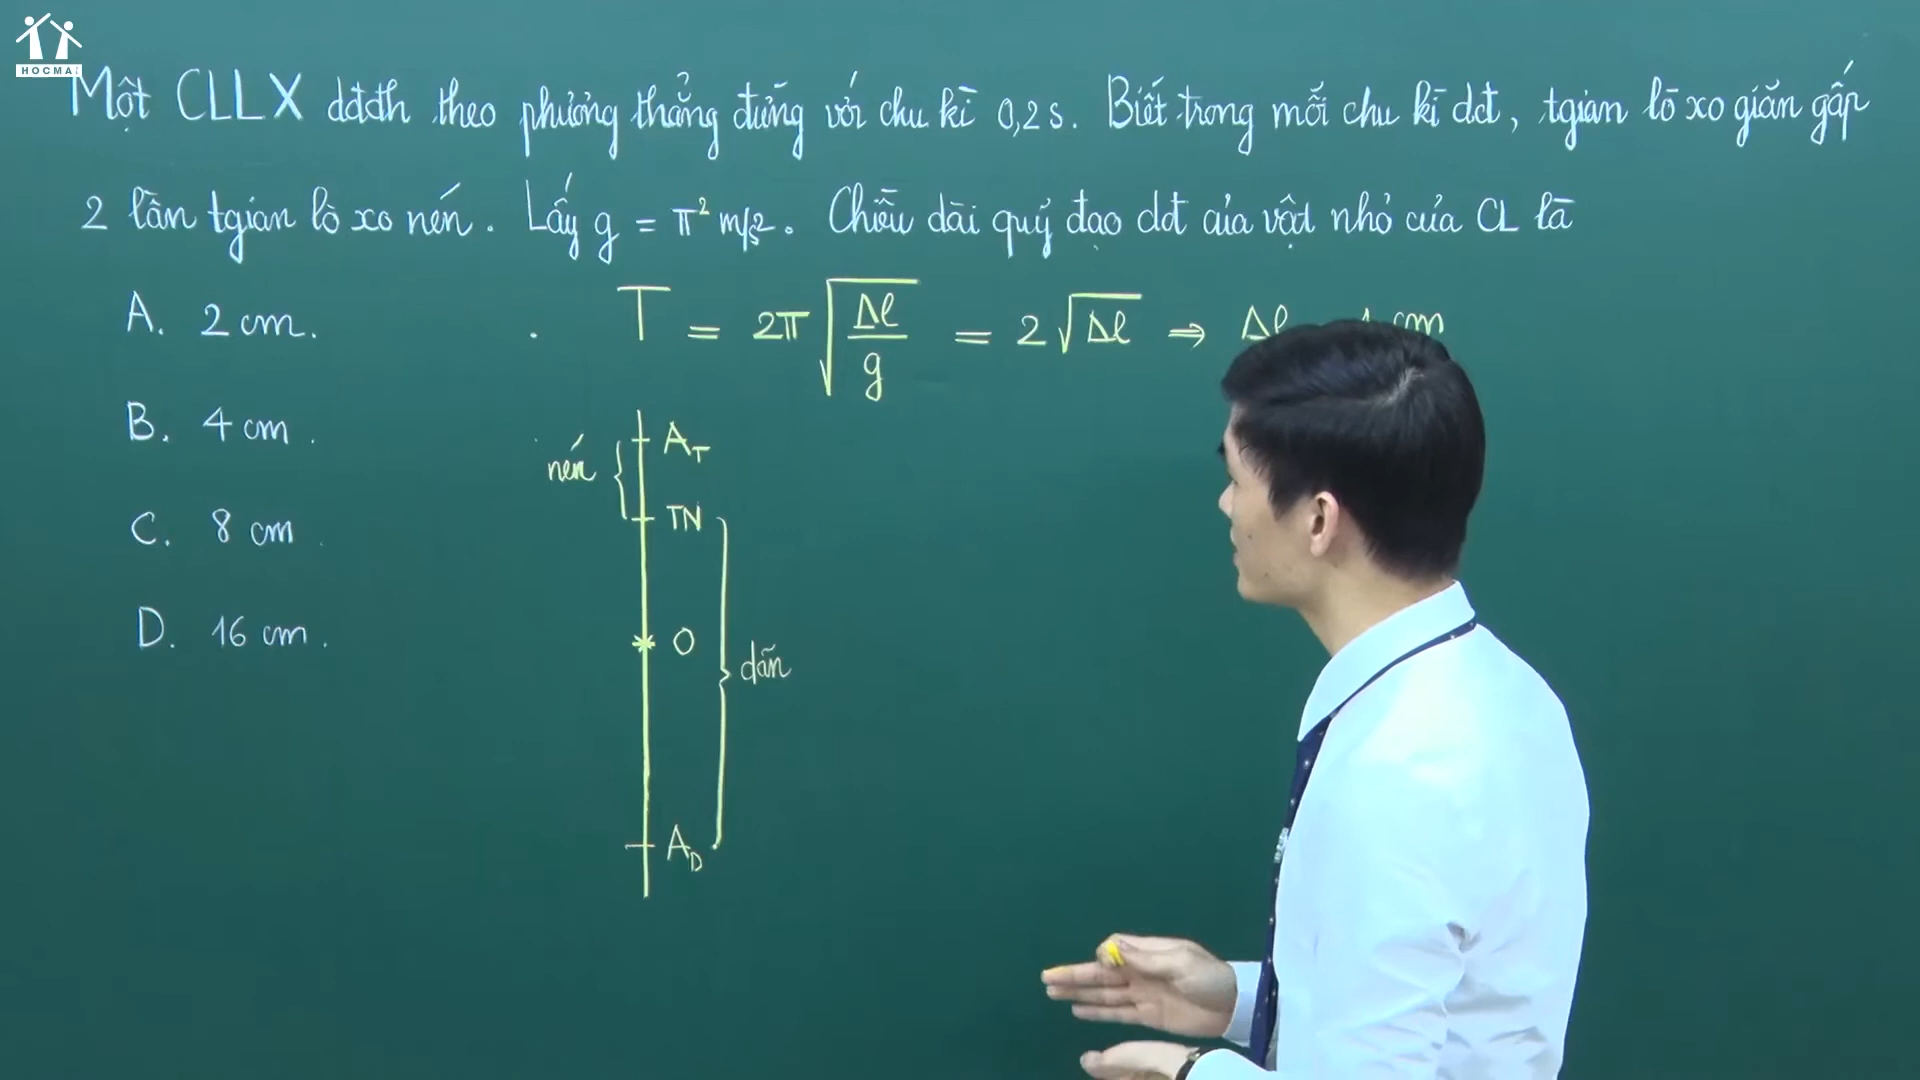 HOCMAI
Một CLLX dđđh theo phương thẳng đứng với chu kì 0,2 s. Biết trong mỗi chu kì dđ, tgian lò xo giãn gấp
2 lần tgian lò xo nén. Lấy g = π² m/s². Chiều dài quỹ đạo dđ của vật nhỏ của CL là
A. 2 cm.
T = 2π√(Δl/g) = 2√Δl ⇒ Δl cm
B. 4 cm.
nén
A_T
C. 8 cm
TN
D. 16 cm.
O
dãn
A_D